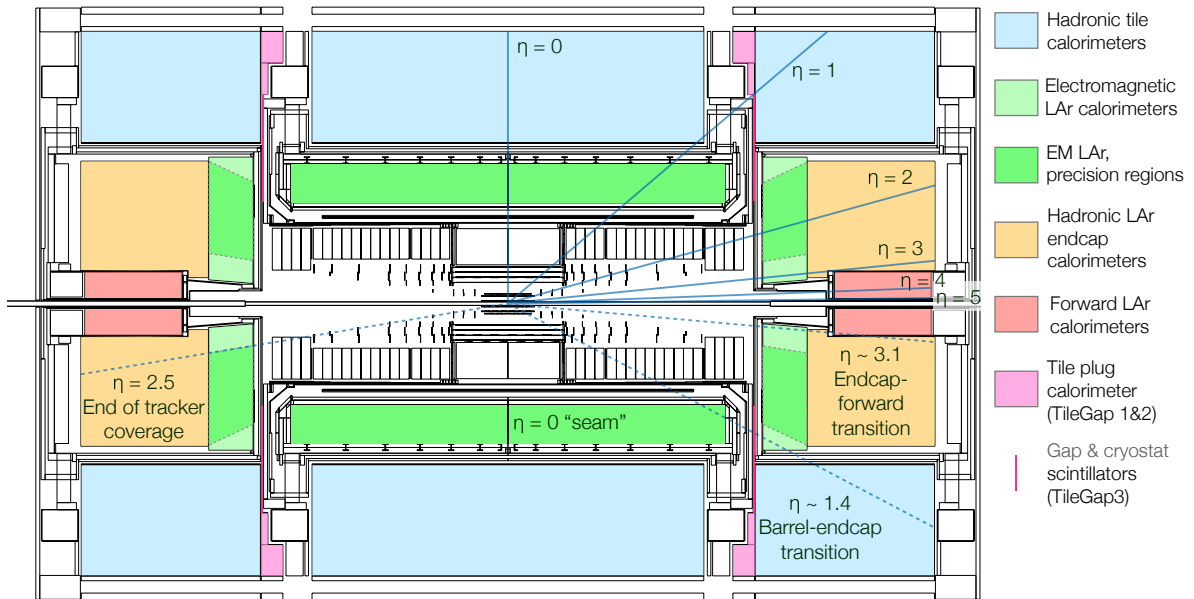 η = 0
η = 1
η = 2
η = 3
η = 4
η = 5
η = 2.5
End of tracker
coverage
η = 0 “seam”
η ~ 3.1
Endcap-
forward
transition
η ~ 1.4
Barrel-endcap
transition
Hadronic tile
calorimeters
Electromagnetic
LAr calorimeters
EM LAr,
precision regions
Hadronic LAr
endcap
calorimeters
Forward LAr
calorimeters
Tile plug
calorimeter
(TileGap 1&2)
Gap & cryostat
scintillators
(TileGap3)